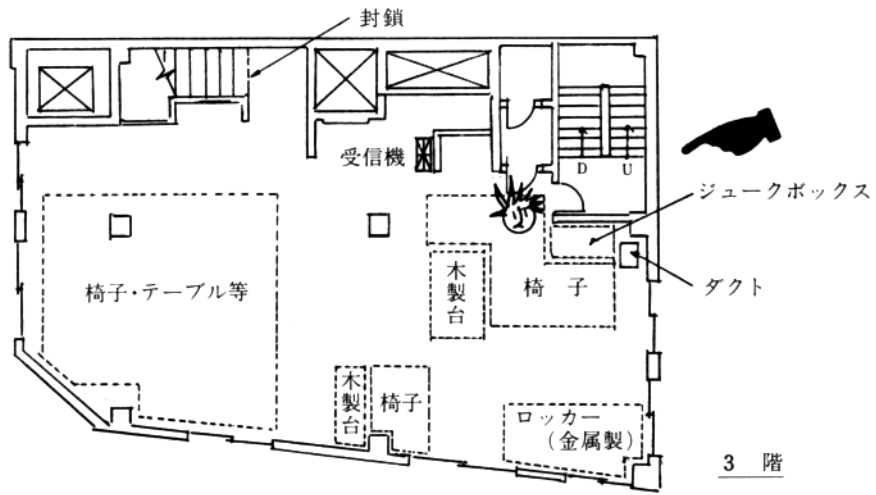 封鎖
受信機
D
U
ジュークボックス
ダクト
椅子・テーブル等
木製台
椅子
木製台
椅子
ロッカー
(金属製)
3 階